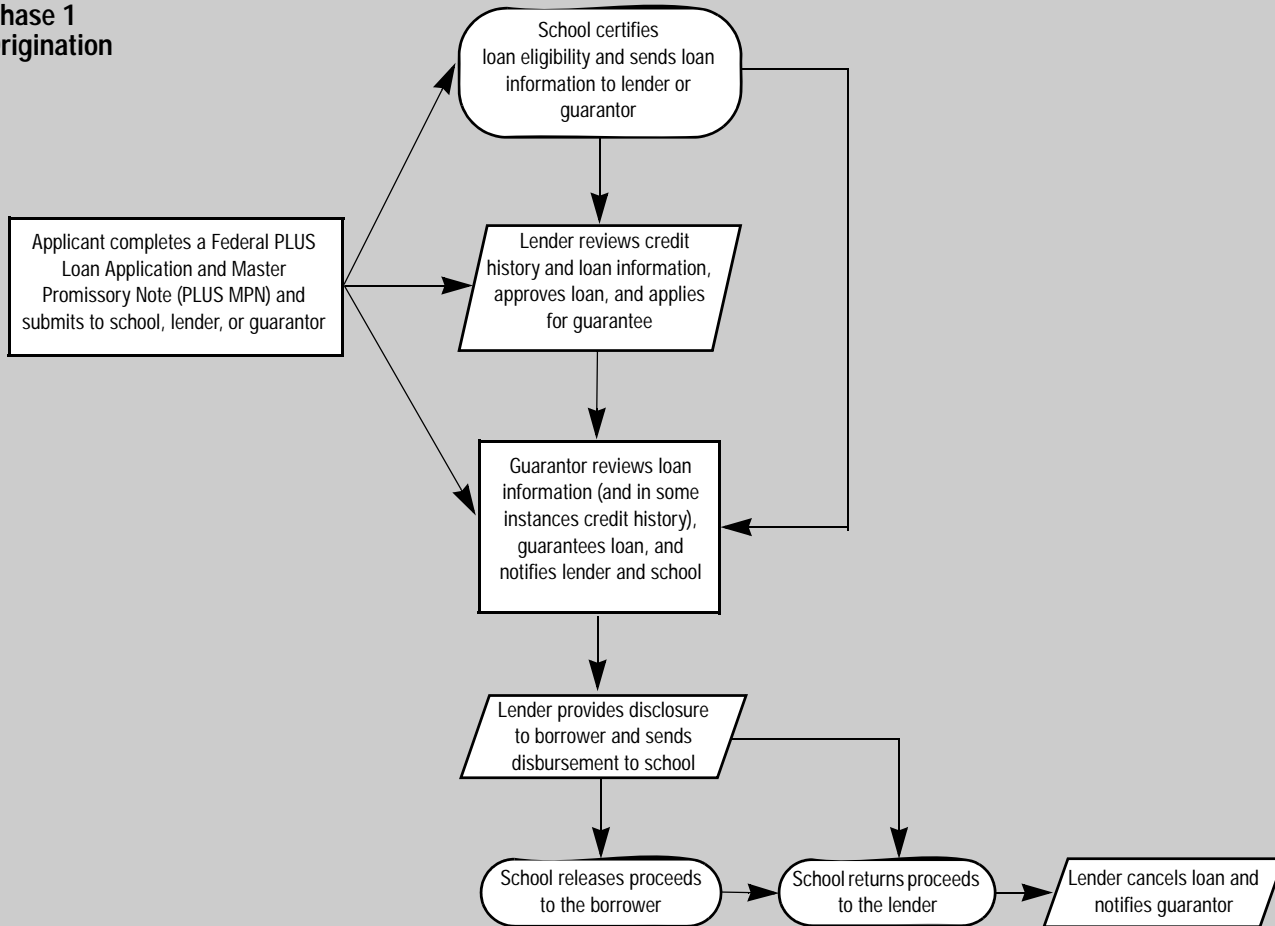 hase 1
rigination
School certifies
loan eligibility and sends loan
information to lender or
guarantor
Applicant completes a Federal PLUS
Loan Application and Master
Promissory Note (PLUS MPN) and
submits to school, lender, or guarantor
Lender reviews credit
history and loan information,
approves loan, and applies
for guarantee
Guarantor reviews loan
information (and in some
instances credit history),
guarantees loan, and
notifies lender and school
Lender provides disclosure
to borrower and sends
disbursement to school
School releases proceeds
to the borrower
School returns proceeds
to the lender
Lender cancels loan and
notifies guarantor